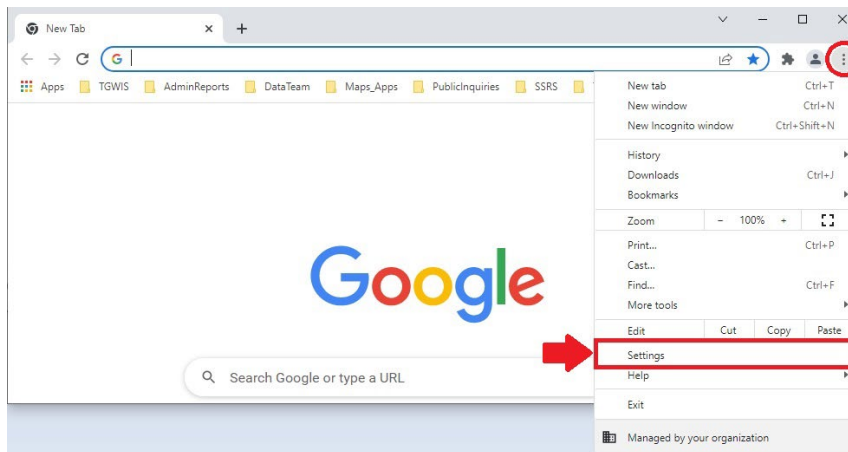 New Tab
G
Apps TGWIS AdminReports DataTeam Maps_Apps PublicInquiries SSRS
New tab Ctrl+T
New window Ctrl+N
New Incognito window Ctrl+Shift+N
History
Downloads Ctrl+J
Bookmarks
Zoom - 100% +
Print... Ctrl+P
Cast...
Find... Ctrl+F
More tools
Edit Cut Copy Paste
Settings
Help
Exit
Managed by your organization
Google
Search Google or type a URL